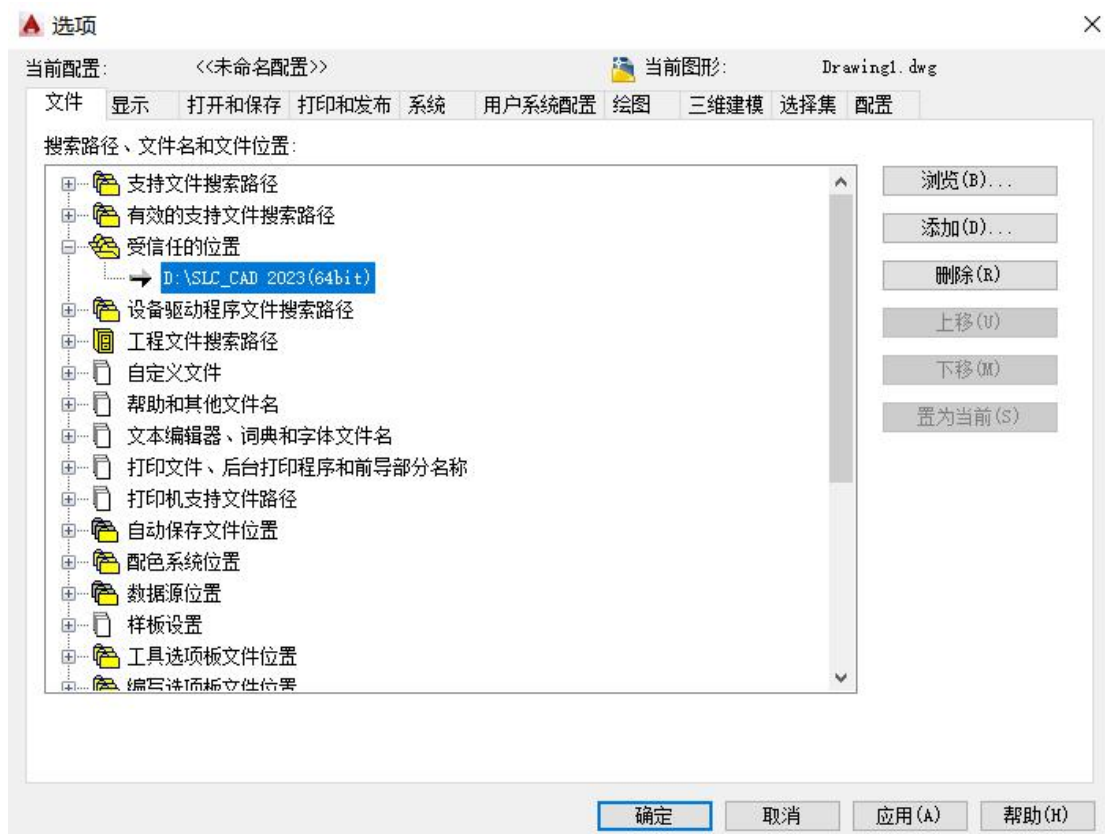 选项
当前配置: <<未命名配置>> 当前图形: Drawing1.dwg
文件 显示 打开和保存 打印和发布 系统 用户系统配置 绘图 三维建模 选择集 配置
搜索路径、文件名和文件位置:
支持文件搜索路径
有效的支持文件搜索路径
受信任的位置
D:\SLC_CAD 2023(64bit)
设备驱动程序文件搜索路径
工程文件搜索路径
自定义文件
帮助和其他文件名
文本编辑器、词典和字体文件名
打印文件、后台打印程序和前导部分名称
打印机支持文件路径
自动保存文件位置
配色系统位置
数据源位置
样板设置
工具选项板文件位置
编写选项板文件位置
浏览(B)...
添加(D)...
删除(R)
上移(U)
下移(M)
置为当前(S)
确定 取消 应用(A) 帮助(H)